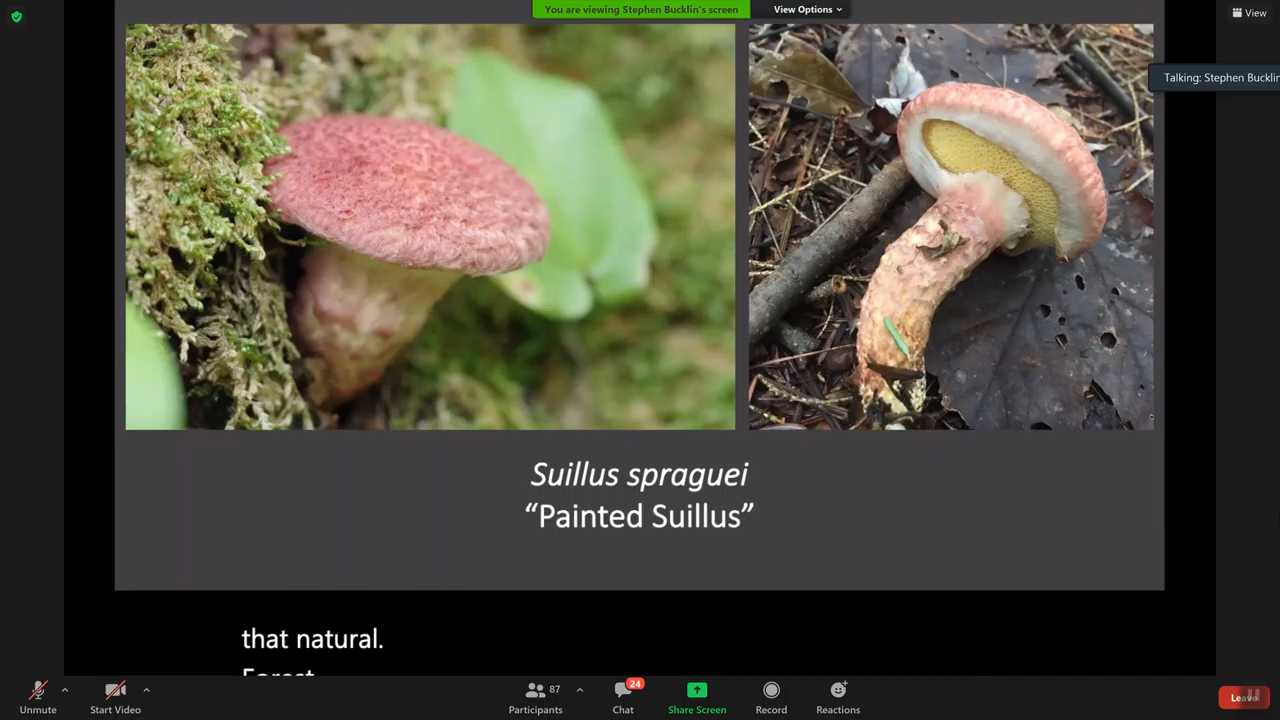 You are viewing Stephen Bucklin's screen
View Options
View
Talking: Stephen Bucklin
Suillus spraguei
“Painted Suillus”
that natural.
Forest
Unmute
Start Video
87
Participants
24
Chat
Share Screen
Record
Reactions
Leave